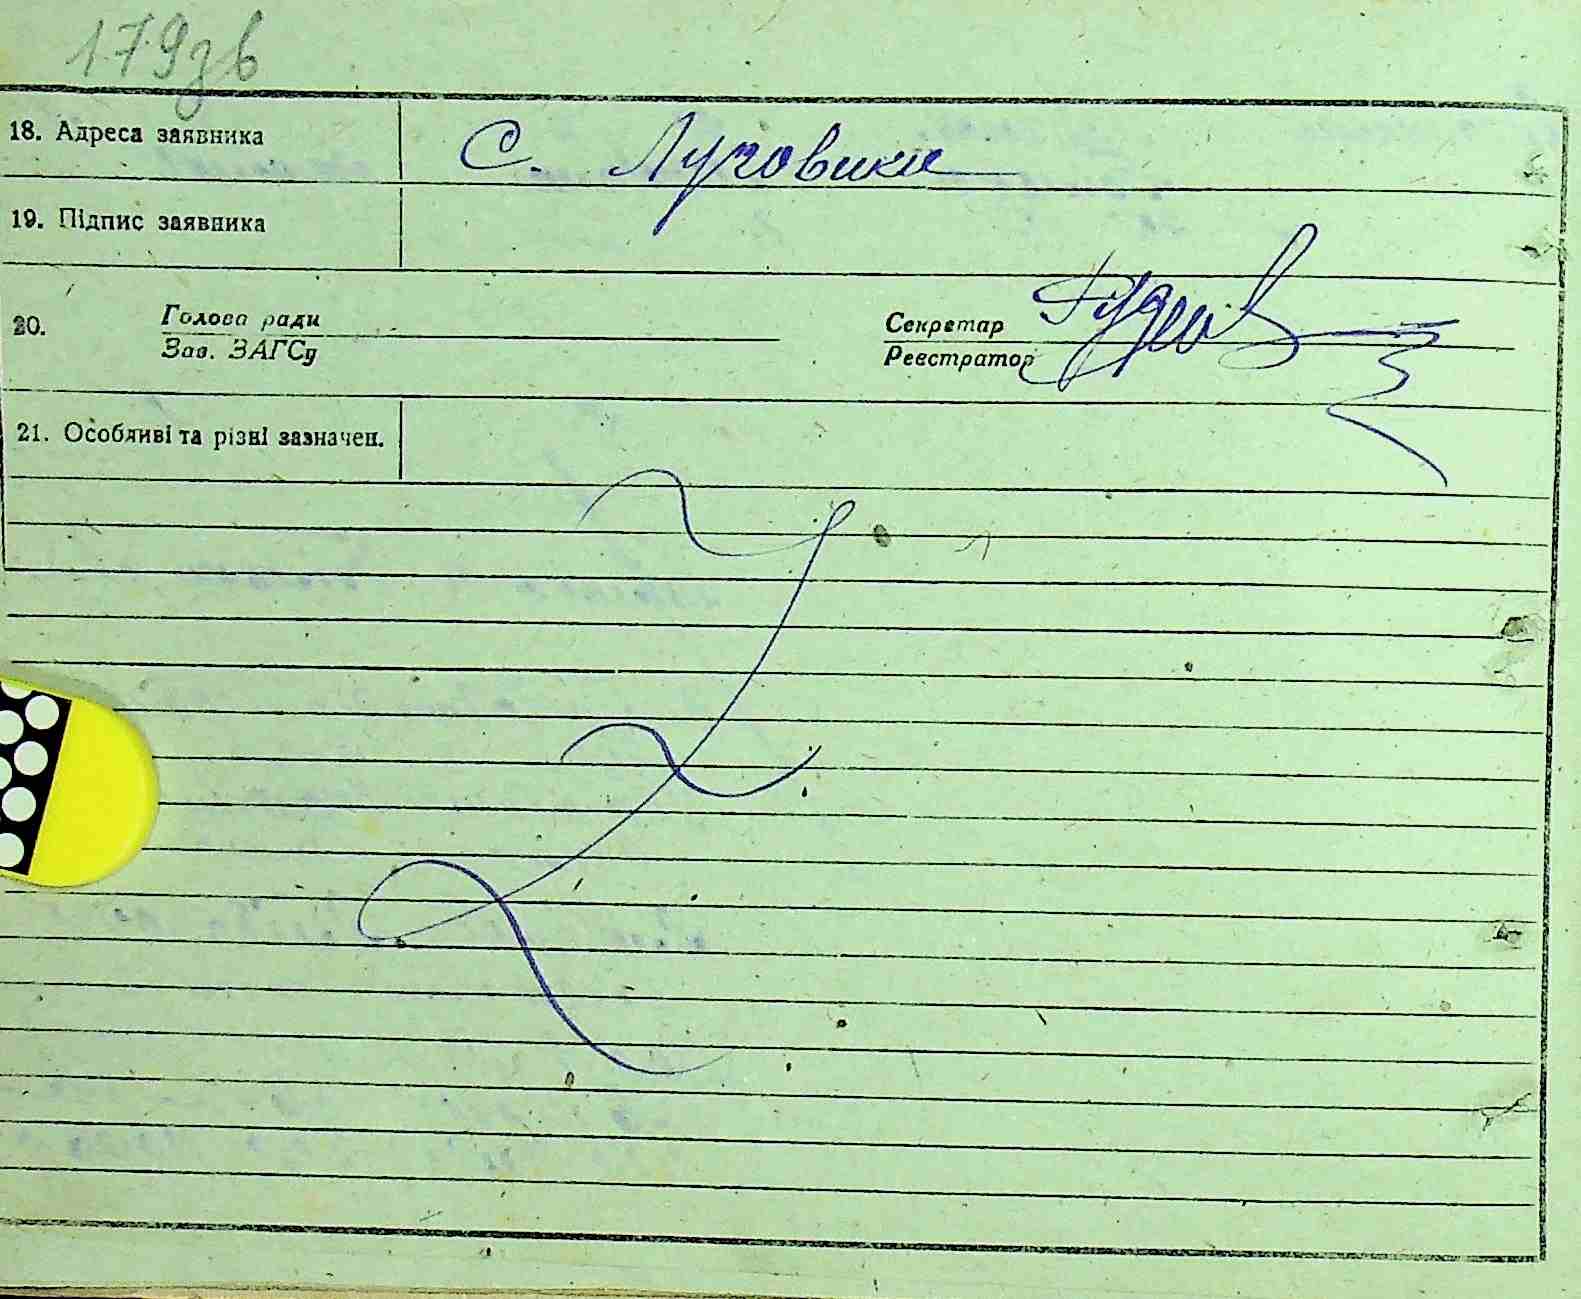 179зв
18. Адреса заявника С. Луговики
19. Підпис заявника
20. Голова ради Секретар
Зав. ЗАГСу Реєстратор
21. Особливі та різні зазначен.